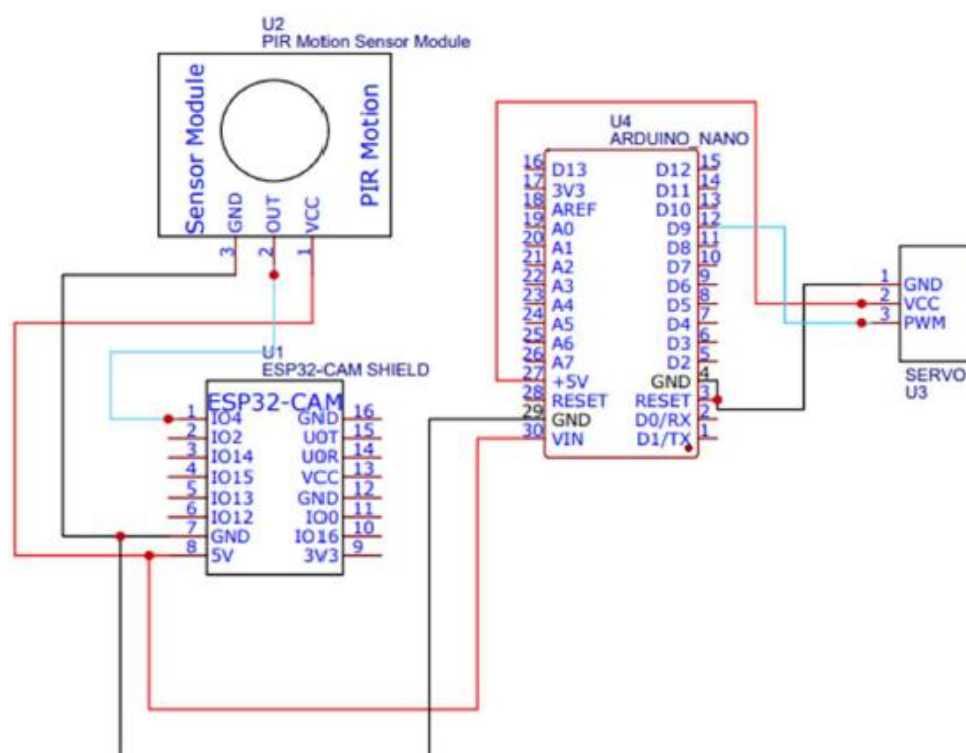 U2
PIR Motion Sensor Module
Sensor Module
PIR Motion
GND
OUT
VCC
3
2
1
U1
ESP32-CAM SHIELD
ESP32-CAM
1 IO4 GND 16
2 IO2 U0T 15
3 IO14 U0R 14
4 IO15 VCC 13
5 IO13 GND 12
6 IO12 IO0 11
7 GND IO16 10
8 5V 3V3 9
U4
ARDUINO_NANO
16 D13 D12 15
17 3V3 D11 14
18 AREF D10 13
19 A0 D9 12
20 A1 D8 11
21 A2 D7 10
22 A3 D6 9
23 A4 D5 8
24 A5 D4 7
25 A6 D3 6
26 A7 D2 5
27 +5V GND 4
28 RESET RESET 3
29 GND D0/RX 2
30 VIN D1/TX 1
1 GND
2 VCC
3 PWM
SERVO
U3